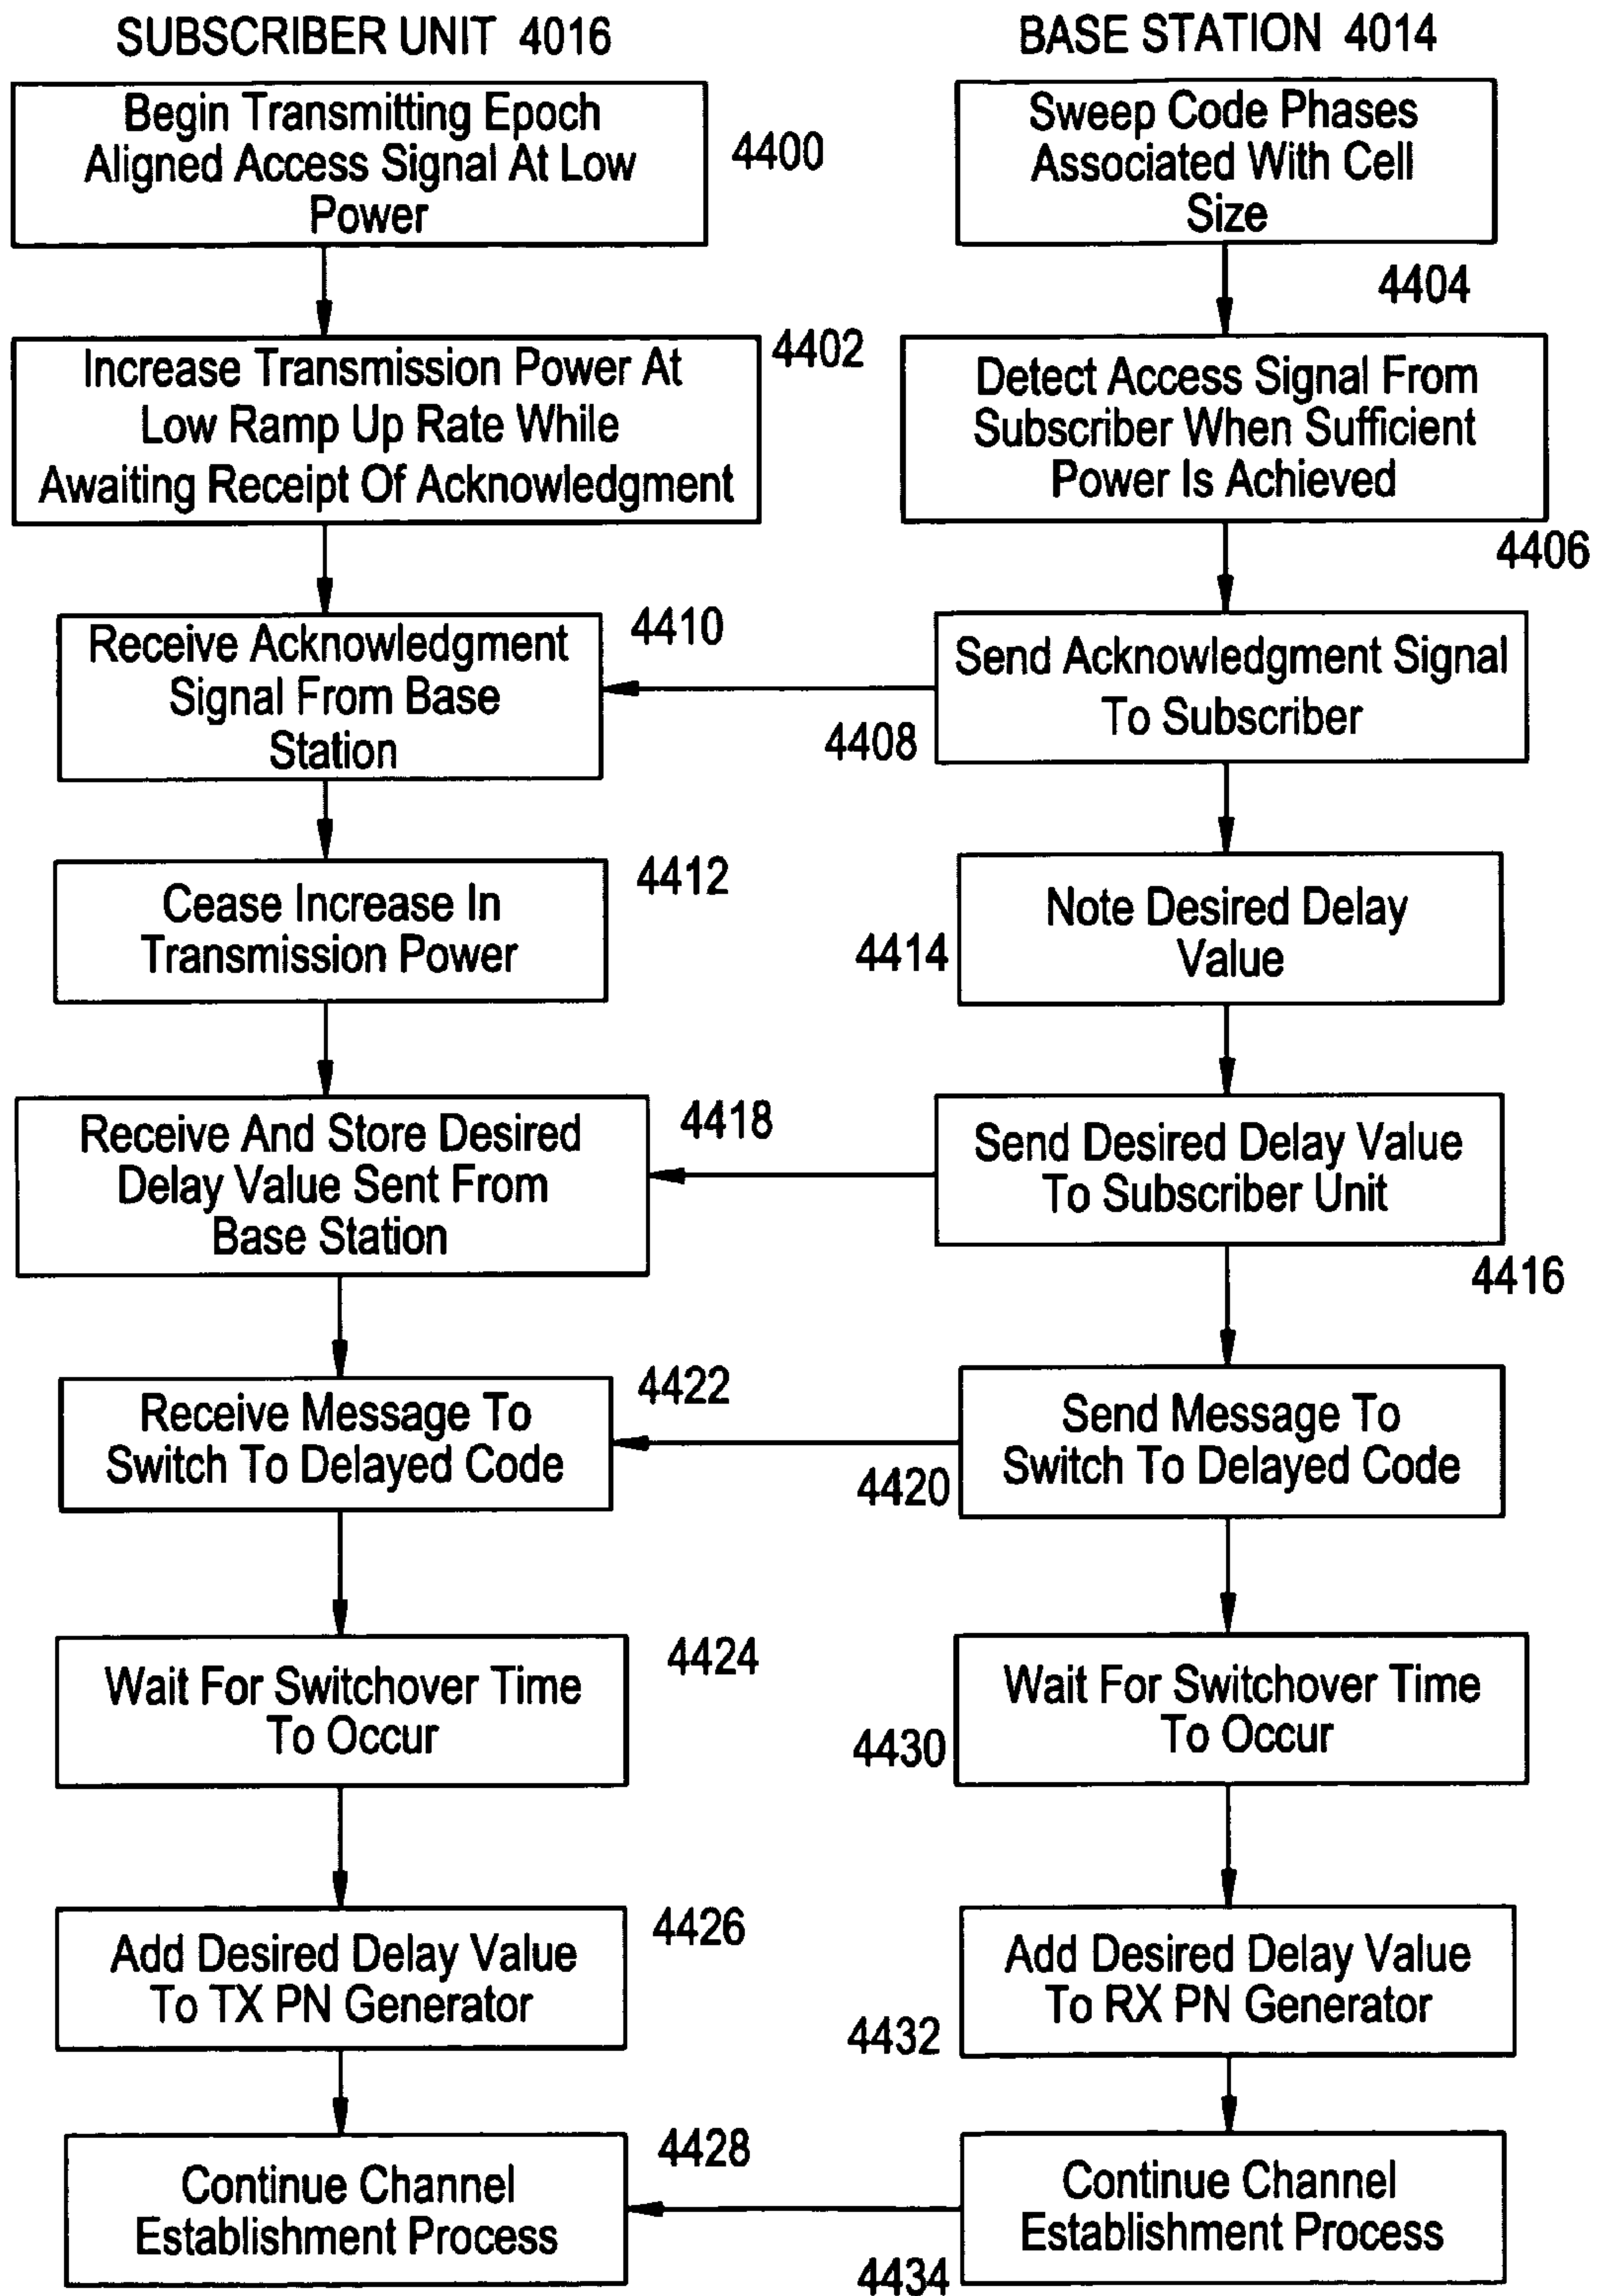 SUBSCRIBER UNIT 4016
BASE STATION 4014
Begin Transmitting Epoch
Aligned Access Signal At Low
Power
4400
Sweep Code Phases
Associated With Cell
Size
4404
Increase Transmission Power At
Low Ramp Up Rate While
Awaiting Receipt Of Acknowledgment
4402
Detect Access Signal From
Subscriber When Sufficient
Power Is Achieved
4406
Receive Acknowledgment
Signal From Base
Station
4410
4408
Send Acknowledgment Signal
To Subscriber
Cease Increase In
Transmission Power
4412
4414
Note Desired Delay
Value
Receive And Store Desired
Delay Value Sent From
Base Station
4418
Send Desired Delay Value
To Subscriber Unit
4416
Receive Message To
Switch To Delayed Code
4422
4420
Send Message To
Switch To Delayed Code
Wait For Switchover Time
To Occur
4424
4430
Wait For Switchover Time
To Occur
Add Desired Delay Value
To TX PN Generator
4426
4432
Add Desired Delay Value
To RX PN Generator
Continue Channel
Establishment Process
4428
4434
Continue Channel
Establishment Process